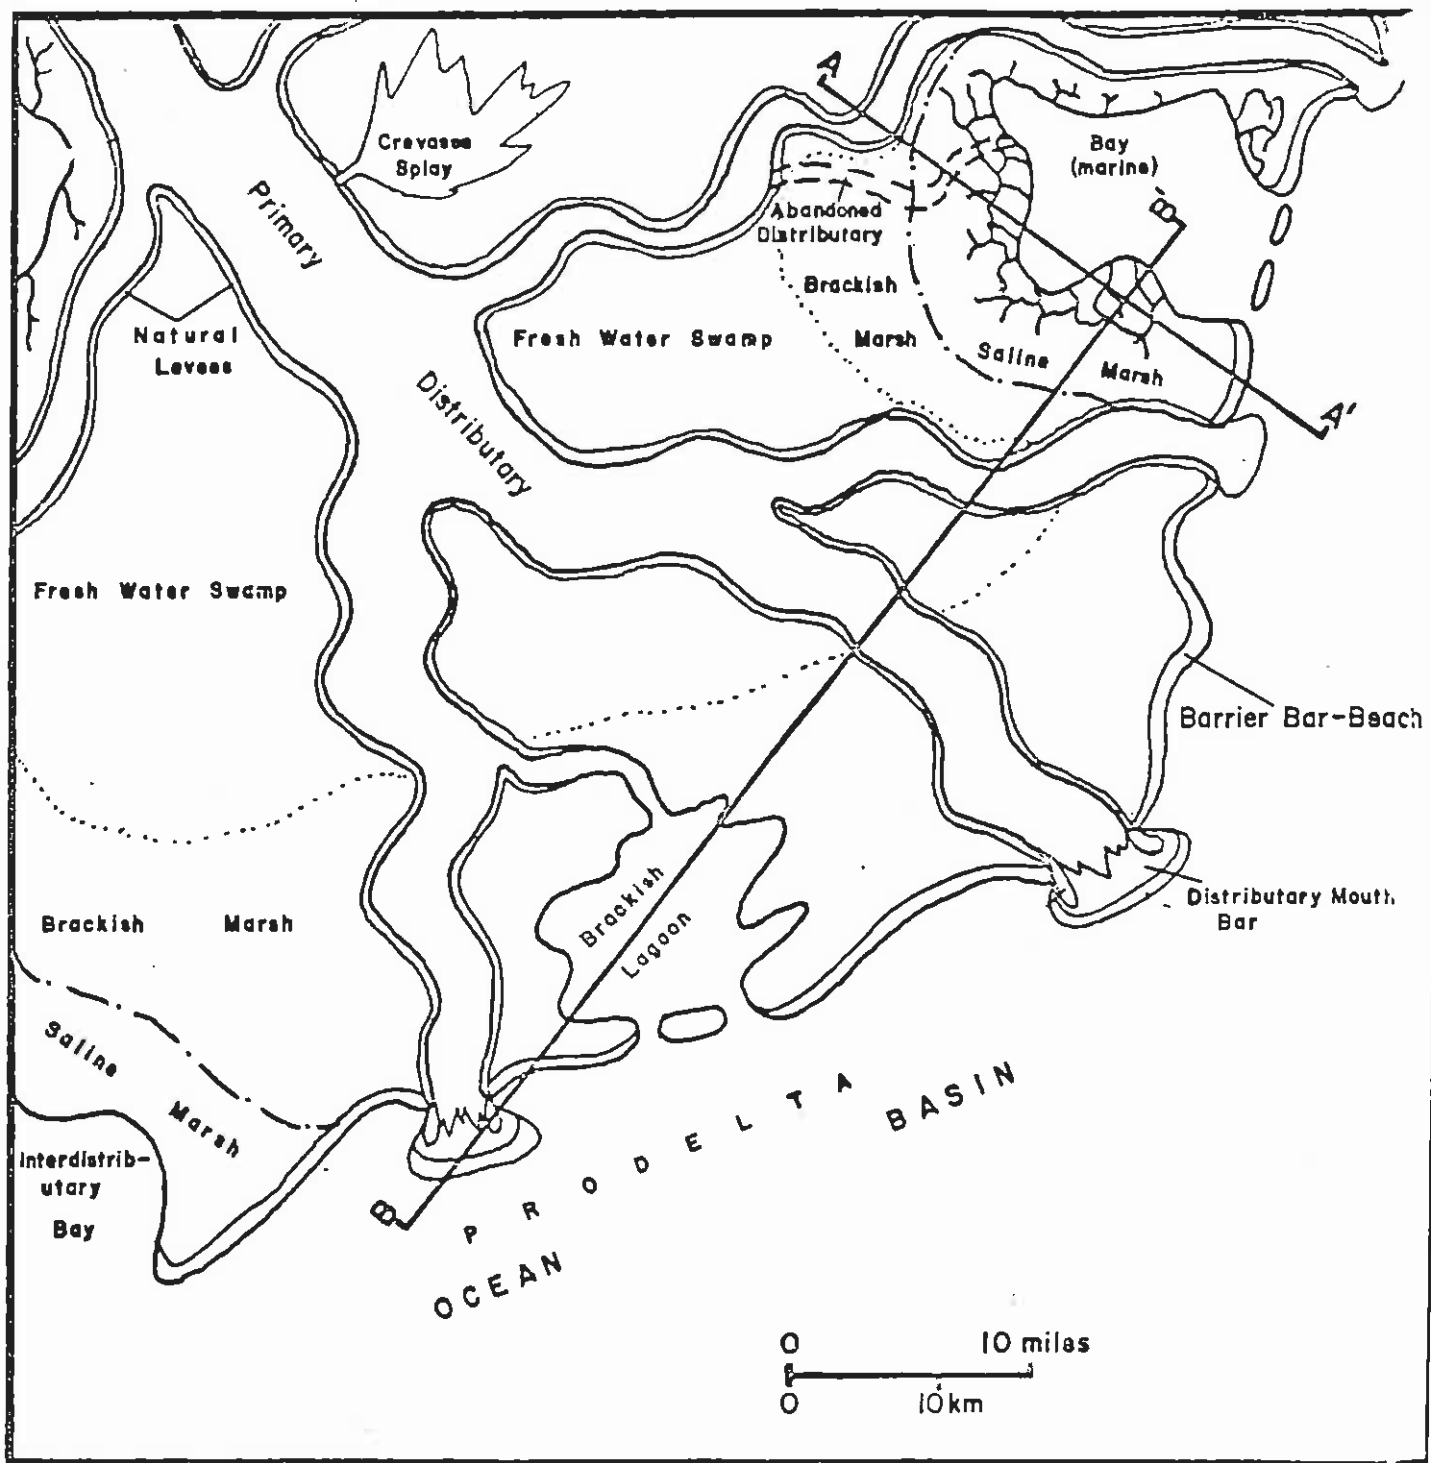 A
Crevasse
Splay
Bay
(marine)
Primary
B'
Abandoned
Distributary
Brackish
Marsh
Natural
Levees
Fresh Water Swamp
Saline
Marsh
Distributary
A'
Fresh Water Swamp
Barrier Bar-Beach
Brackish
Lagoon
Distributary Mouth
Bar
Brackish Marsh
Saline
Marsh
Interdistrib-
utary
Bay
B
PRODELTA
BASIN
OCEAN
0 10 miles
0 10 km